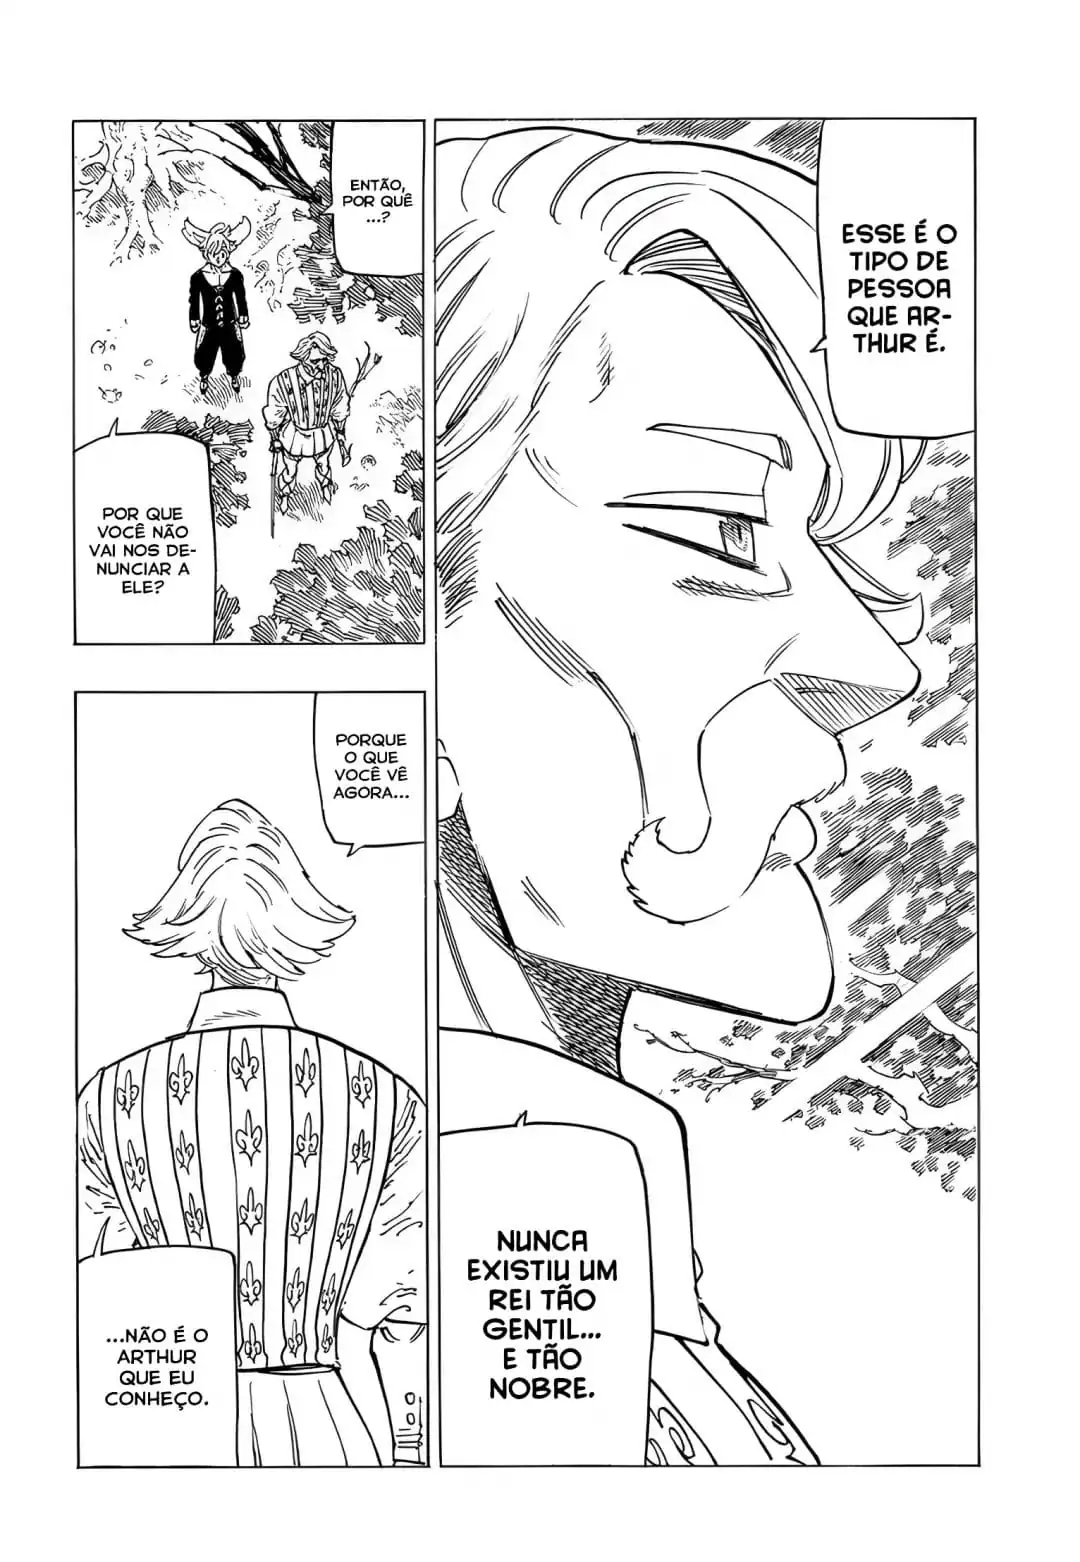 ESSE É O
TIPO DE
PESSOA
QUE AR-
THUR É.
NUNCA
EXISTIU UM
REI TÃO
GENTIL...
E TÃO
NOBRE.
ENTÃO,
POR QUÊ
...?
POR QUE
VOCÊ NÃO
VAI NOS DE-
NUNCIAR A
ELE?
PORQUE
O QUE
VOCÊ VÊ
AGORA...
...NÃO É O
ARTHUR
QUE EU
CONHEÇO.